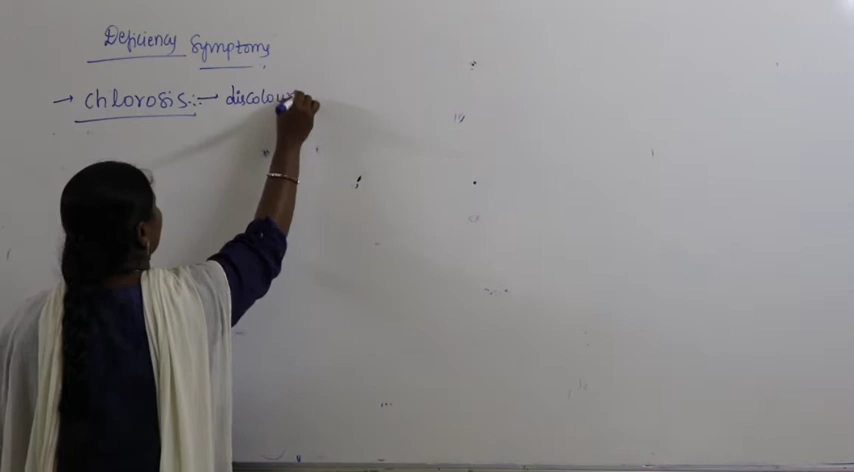 Deficiency Symptoms
→ chlorosis :- → discolour